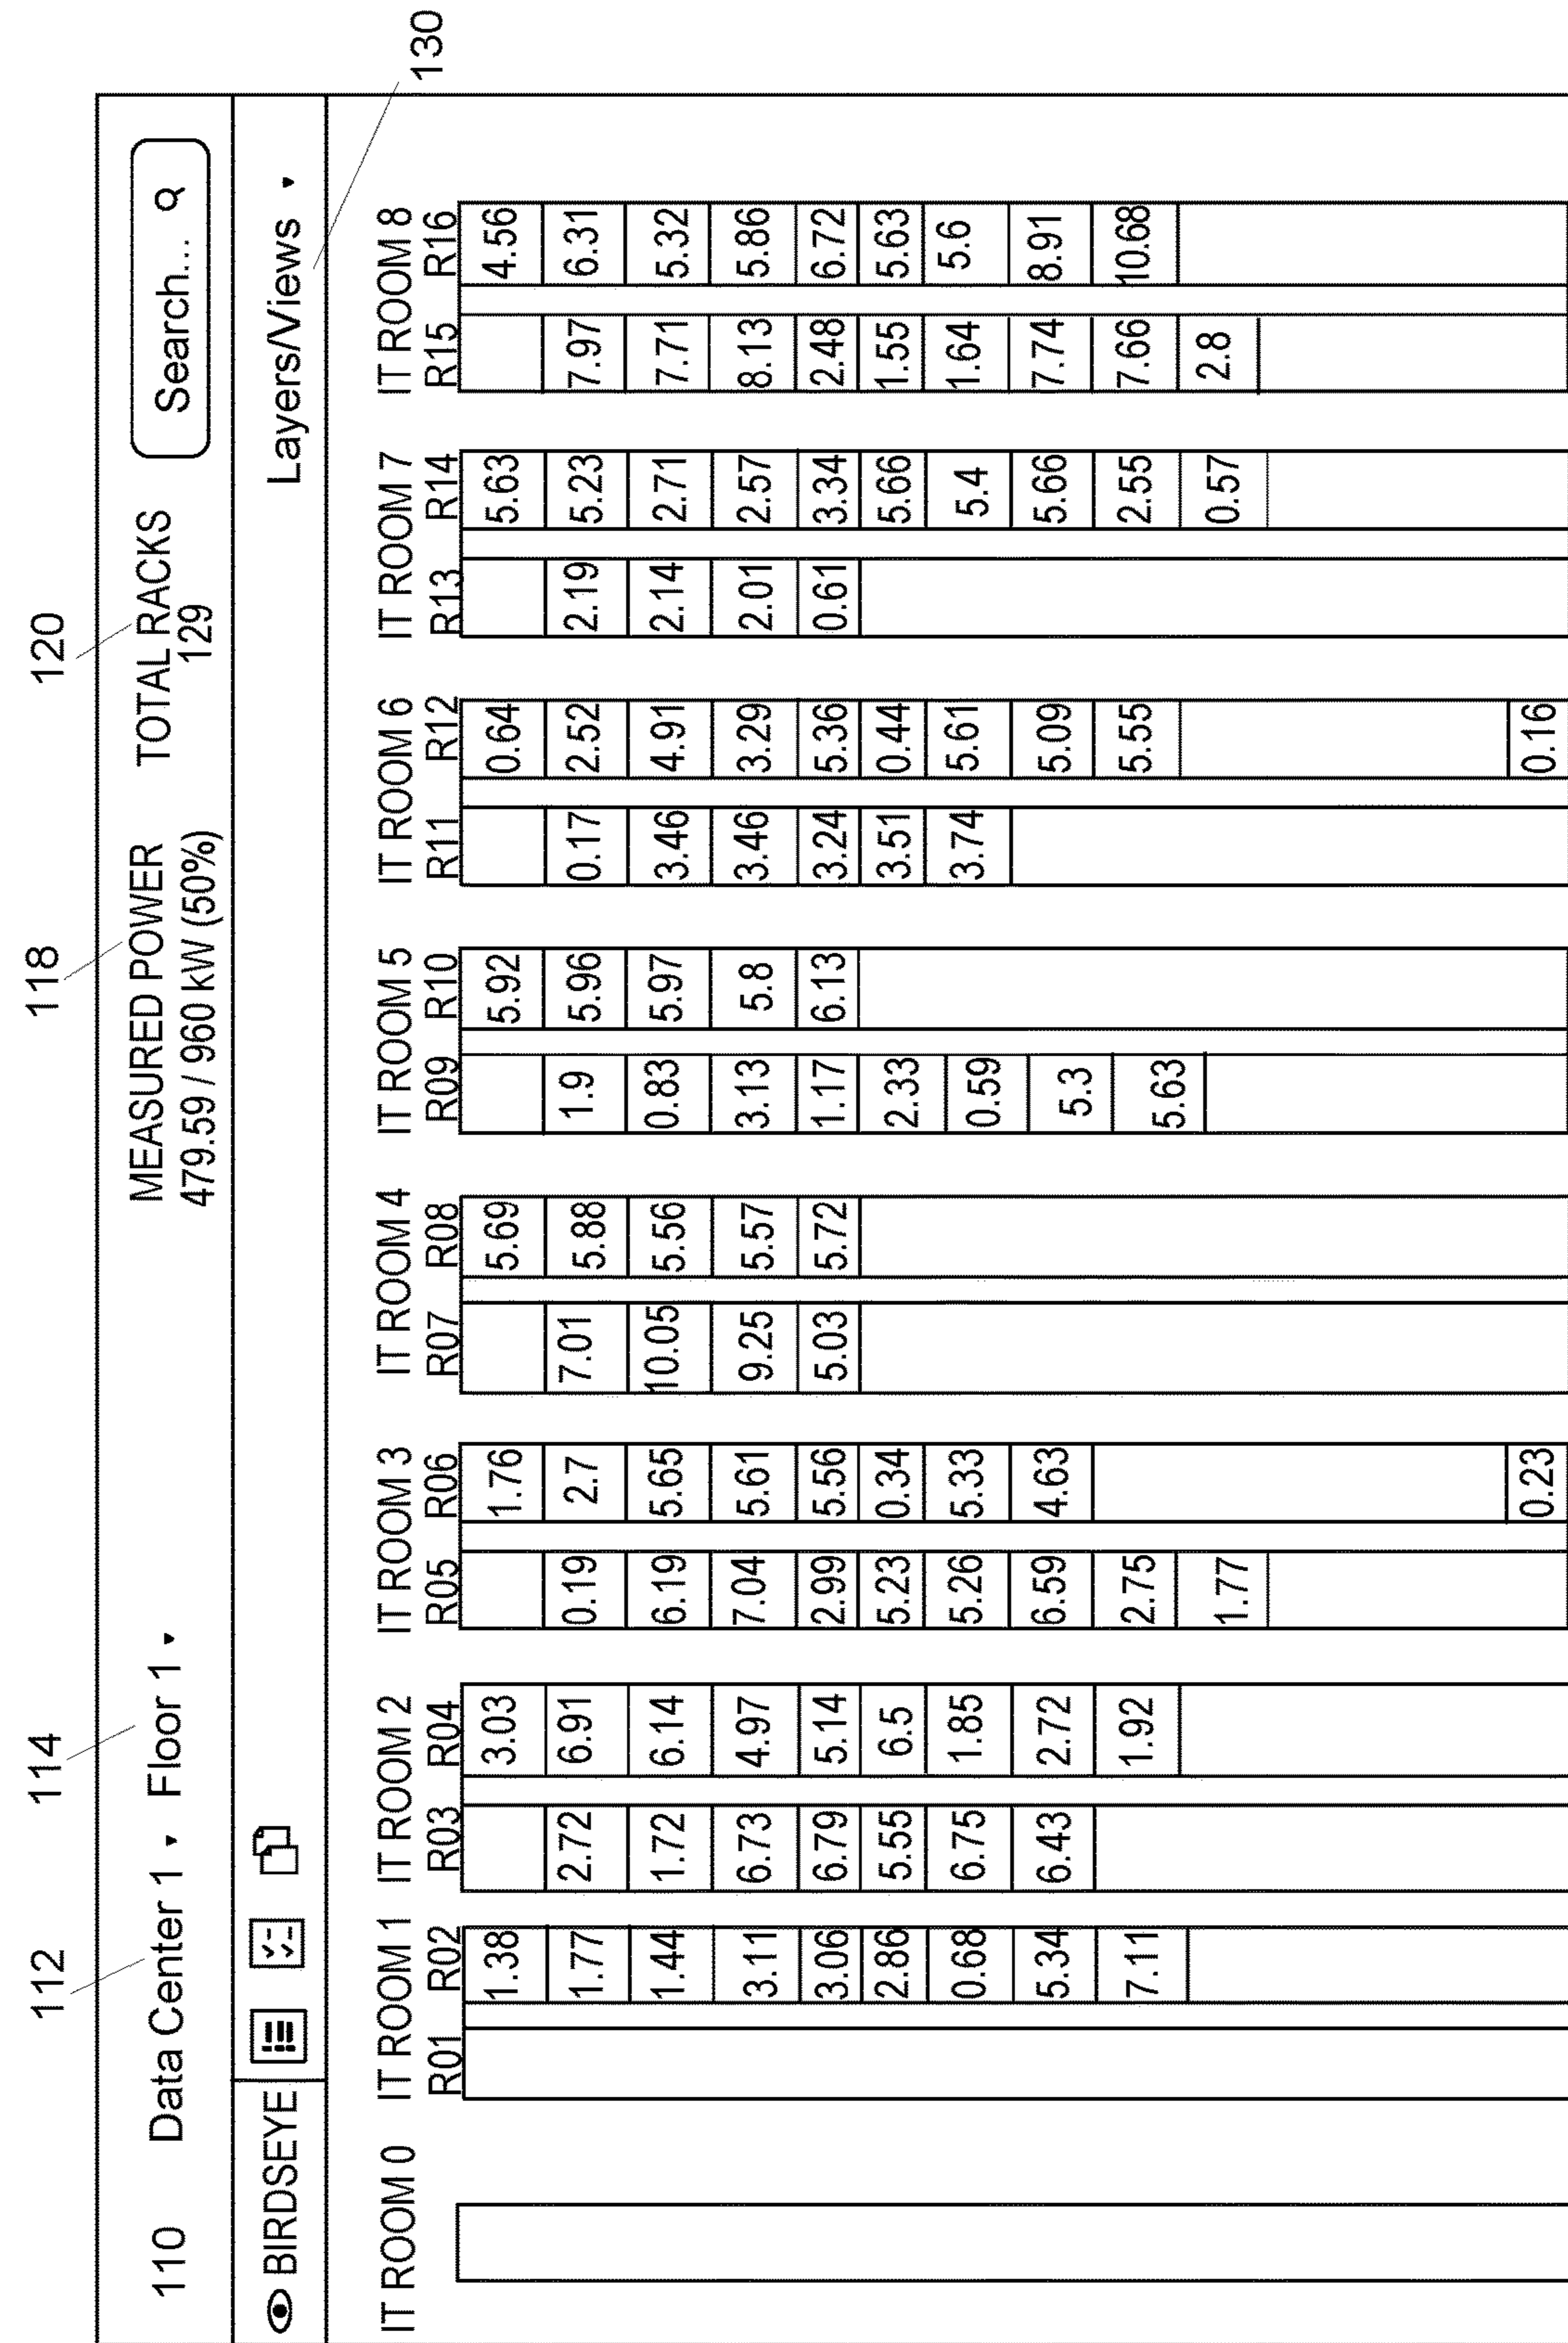 112 114 118 120
110 Data Center 1 ▾ Floor 1 ▾ MEASURED POWER TOTAL RACKS Search...
479.59 / 960 kW (50%) 129
BIRDSEYE Layers/Views ▾
130
IT ROOM 0 IT ROOM 1 IT ROOM 2 IT ROOM 3 IT ROOM 4 IT ROOM 5 IT ROOM 6 IT ROOM 7 IT ROOM 8
R01 R02 R03 R04 R05 R06 R07 R08 R09 R10 R11 R12 R13 R14 R15 R16
1.38 3.03 1.76 5.69 5.92 0.64 5.63 4.56
1.77 2.72 6.91 0.19 2.7 7.01 5.88 1.9 5.96 0.17 2.52 2.19 5.23 7.97 6.31
1.44 1.72 6.14 6.19 5.65 10.05 5.56 0.83 5.97 3.46 4.91 2.14 2.71 7.71 5.32
3.11 6.73 4.97 7.04 5.61 9.25 5.57 3.13 5.8 3.46 3.29 2.01 2.57 8.13 5.86
3.06 6.79 5.14 2.99 5.56 5.03 5.72 1.17 6.13 3.24 5.36 0.61 3.34 2.48 6.72
2.86 5.55 6.5 5.23 0.34 2.33 3.51 0.44 5.66 1.55 5.63
0.68 6.75 1.85 5.26 5.33 0.59 3.74 5.61 5.4 1.64 5.6
5.34 6.43 2.72 6.59 4.63 5.3 5.09 5.66 7.74 8.91
7.11 1.92 2.75 5.63 5.55 2.55 7.66 10.68
1.77 0.57 2.8
0.23 0.16